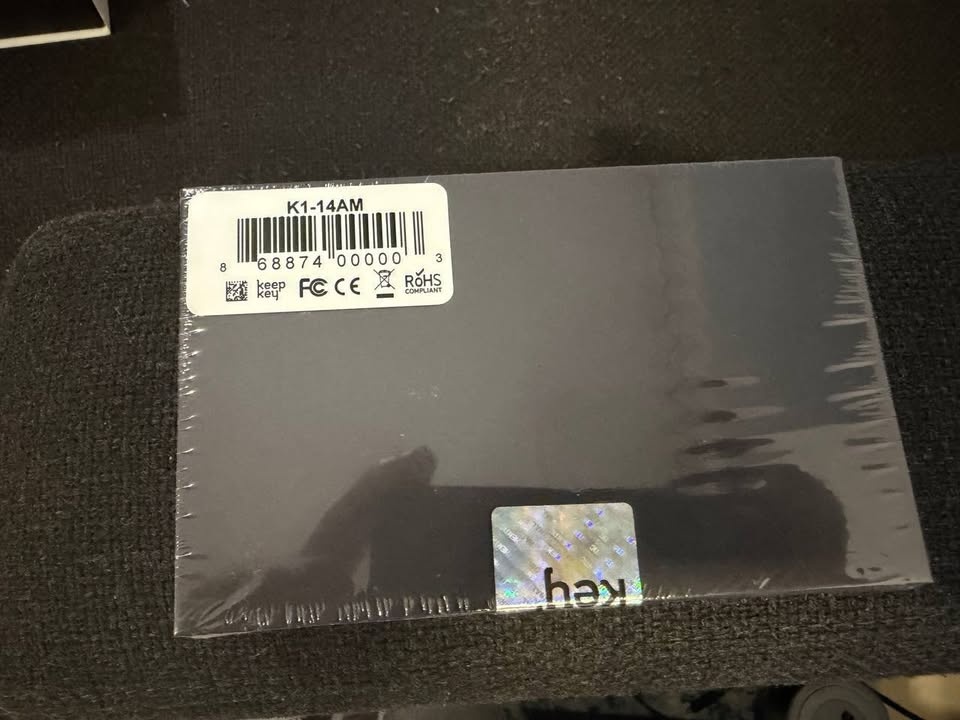 K1-14AM
8 68874 00000 3
keep
key
FC CE RoHS
COMPLIANT
key